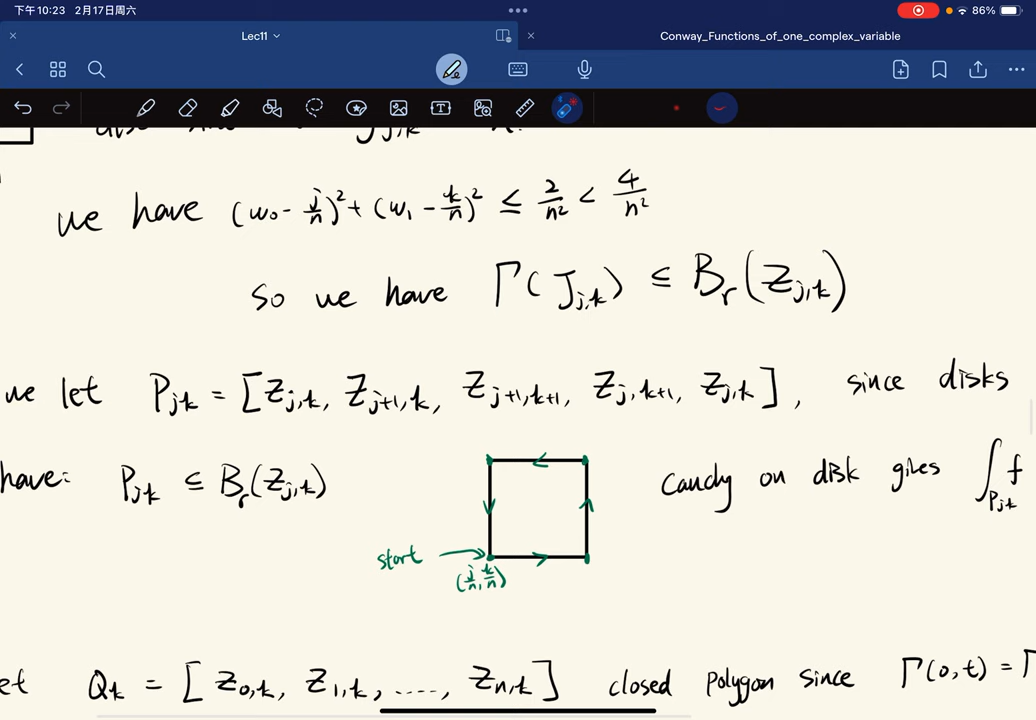 下午10:23 2月17日周六
86%
Lec11
Conway_Functions_of_one_complex_variable
we have (w₀ - j/n)² + (w₁ - k/n)² ≤ 2/n² < 4/n²
so we have Γ(J_{j,k}) ⊆ B_r(Z_{j,k})
we let P_{jk} = [Z_{j,k}, Z_{j+1,k}, Z_{j+1,k+1}, Z_{j,k+1}, Z_{j,k}], since disks
have: P_{jk} ⊆ B_r(Z_{j,k})
Cauchy on disk gives ∫_{P_{jk}} f
start
(j/n, k/n)
Q_k = [Z_{0,k}, Z_{1,k}, ....., Z_{n,k}] closed polygon since Γ(0,t) = Γ